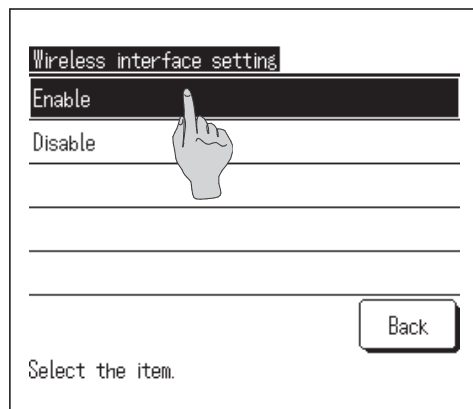 Wireless interface setting
Enable
Disable
Back
Select the item.